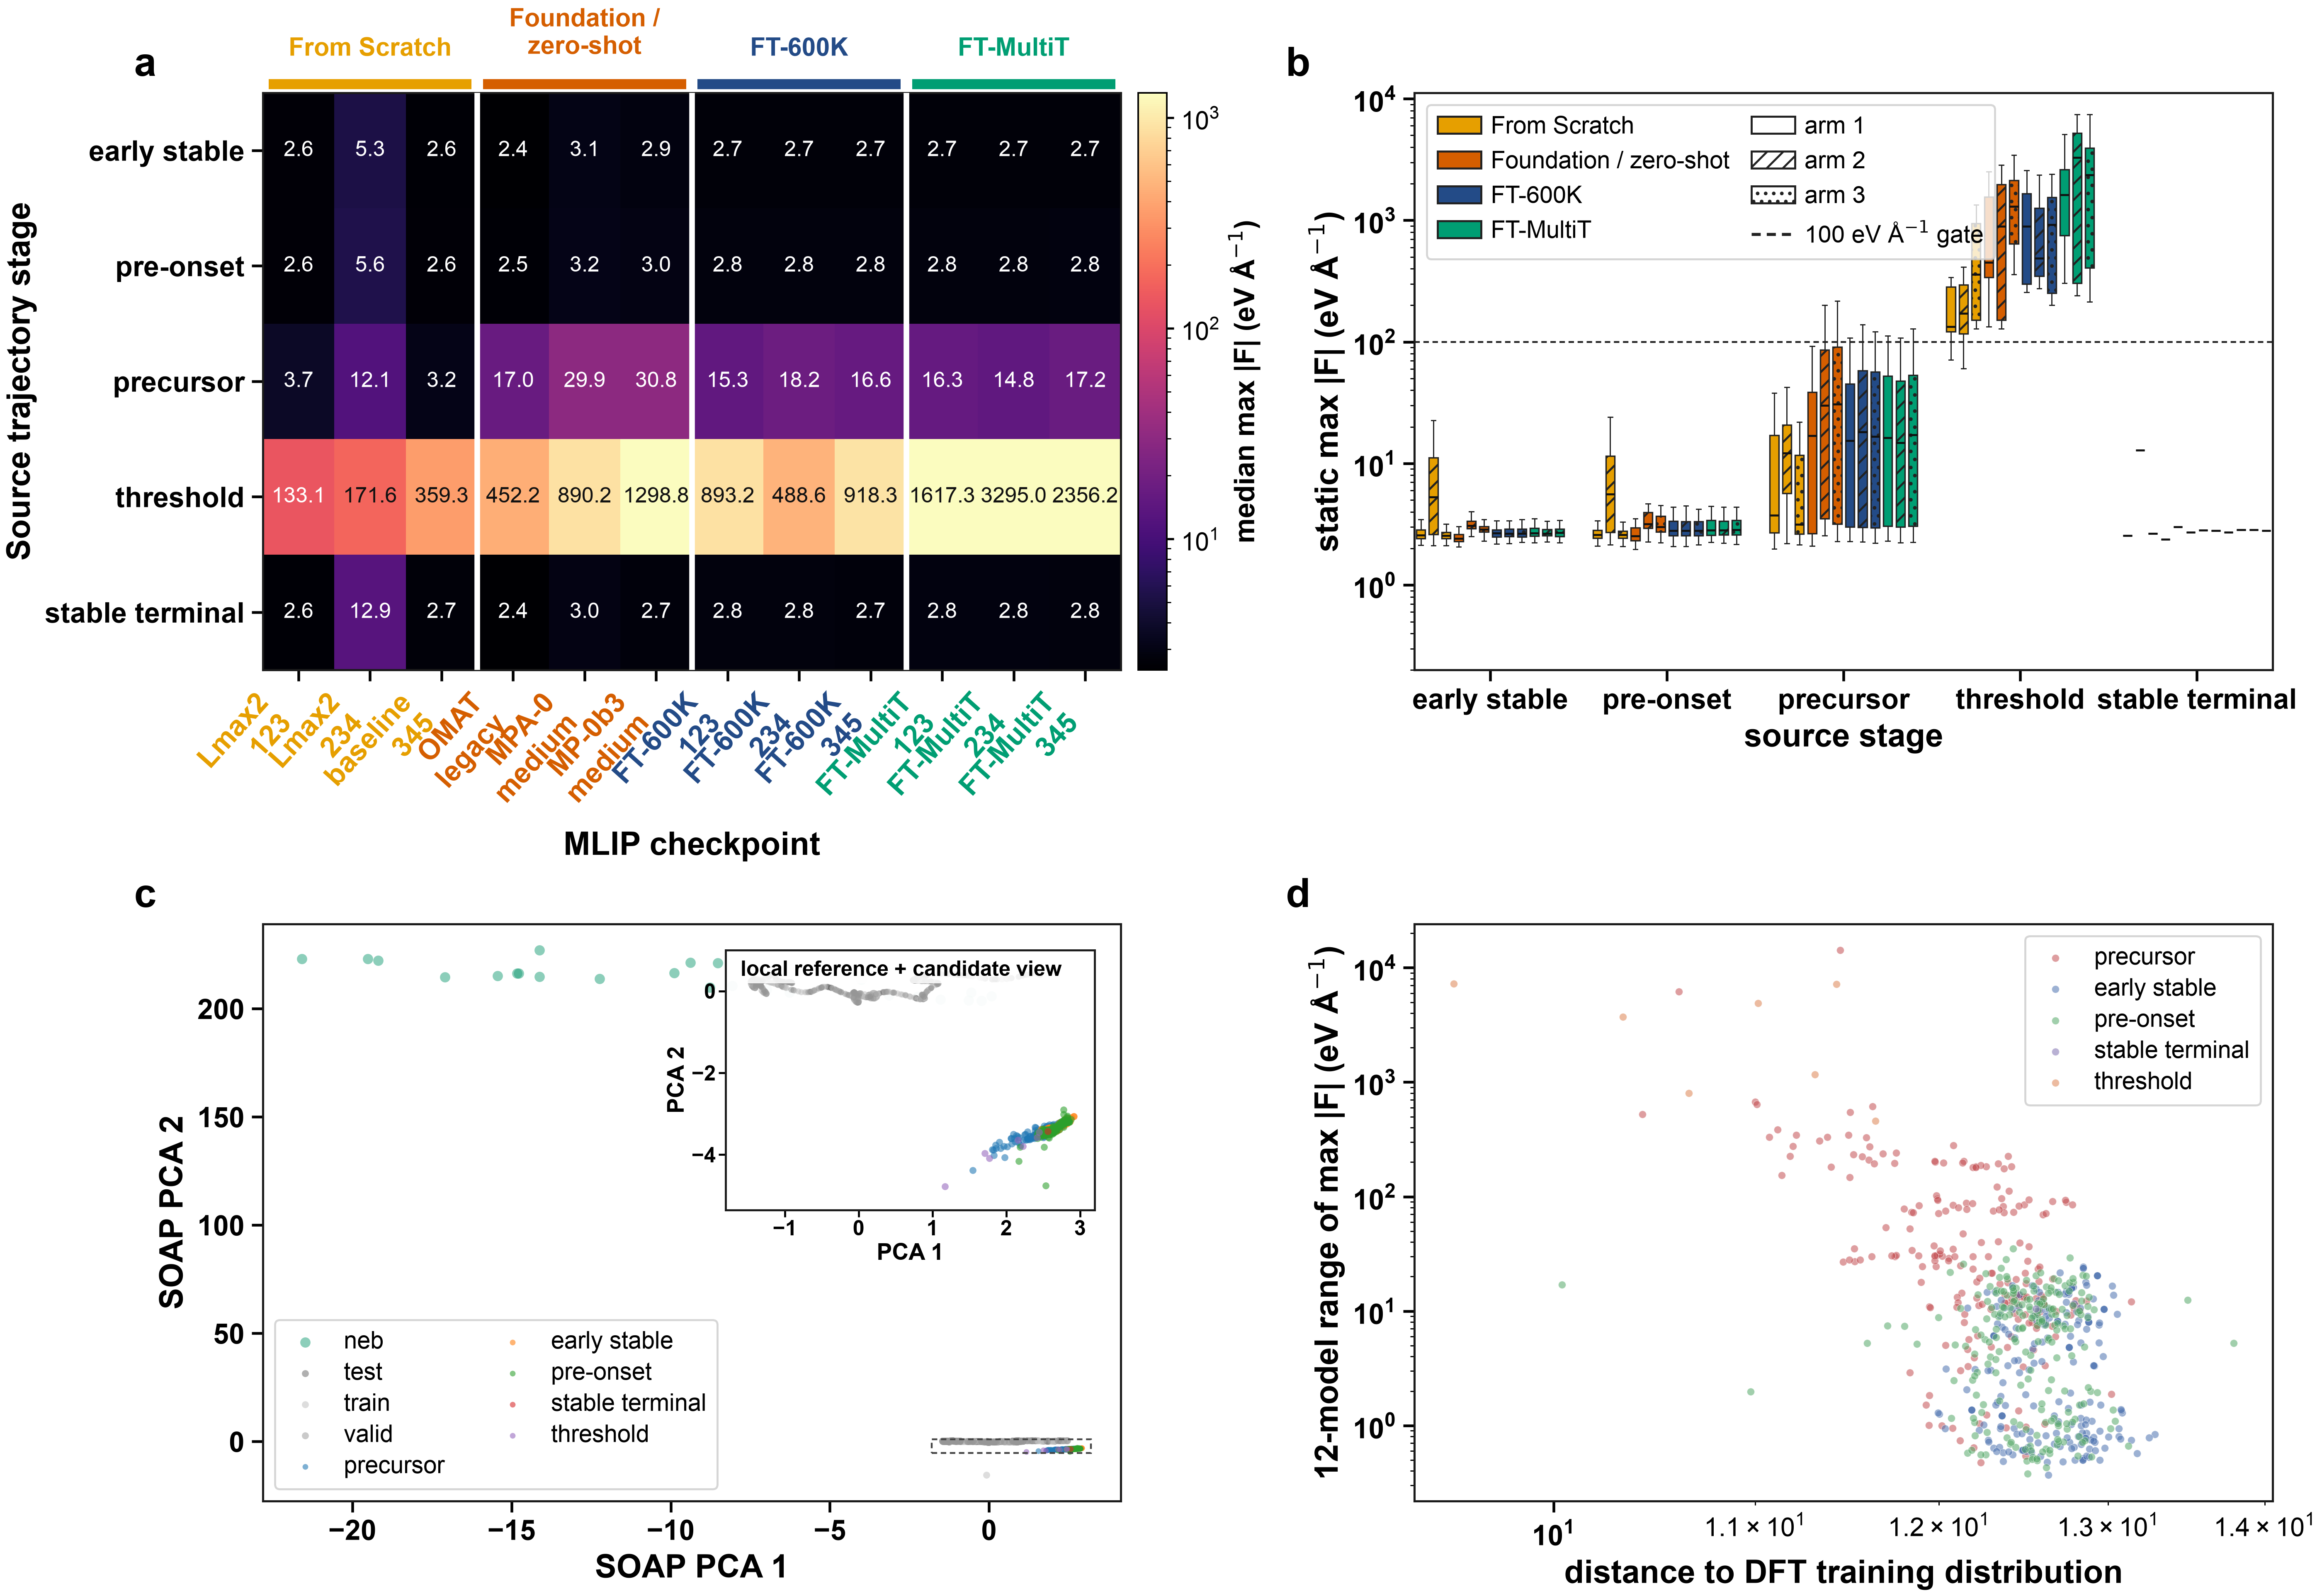 a
From Scratch
Foundation /
zero-shot
FT-600K
FT-MultiT
Source trajectory stage
early stable
2.6 5.3 2.6 2.4 3.1 2.9 2.7 2.7 2.7 2.7 2.7 2.7
pre-onset
2.6 5.6 2.6 2.5 3.2 3.0 2.8 2.8 2.8 2.8 2.8 2.8
precursor
3.7 12.1 3.2 17.0 29.9 30.8 15.3 18.2 16.6 16.3 14.8 17.2
threshold
133.1 171.6 359.3 452.2 890.2 1298.8 893.2 488.6 918.3 1617.3 3295.0 2356.2
stable terminal
2.6 12.9 2.7 2.4 3.0 2.7 2.8 2.8 2.7 2.8 2.8 2.8
Lmax2
123
Lmax2
234
baseline
345
OMAT
legacy
MPA-0
medium
MP-0b3
medium
FT-600K
123
FT-600K
234
FT-600K
345
FT-MultiT
123
FT-MultiT
234
FT-MultiT
345
MLIP checkpoint
10³
10²
10¹
median max |F| (eV Å⁻¹)
b
static max |F| (eV Å⁻¹)
10⁴
10³
10²
10¹
10⁰
From Scratch
Foundation / zero-shot
FT-600K
FT-MultiT
arm 1
arm 2
arm 3
100 eV Å⁻¹ gate
early stable
pre-onset
precursor
threshold
stable terminal
source stage
c
SOAP PCA 2
200
150
100
50
0
local reference + candidate view
PCA 2
0
−2
−4
−1 0 1 2 3
PCA 1
neb
test
train
valid
precursor
early stable
pre-onset
stable terminal
threshold
−20 −15 −10 −5 0
SOAP PCA 1
d
12-model range of max |F| (eV Å⁻¹)
10⁴
10³
10²
10¹
10⁰
precursor
early stable
pre-onset
stable terminal
threshold
10¹ 1.1 × 10¹ 1.2 × 10¹ 1.3 × 10¹ 1.4 × 10¹
distance to DFT training distribution